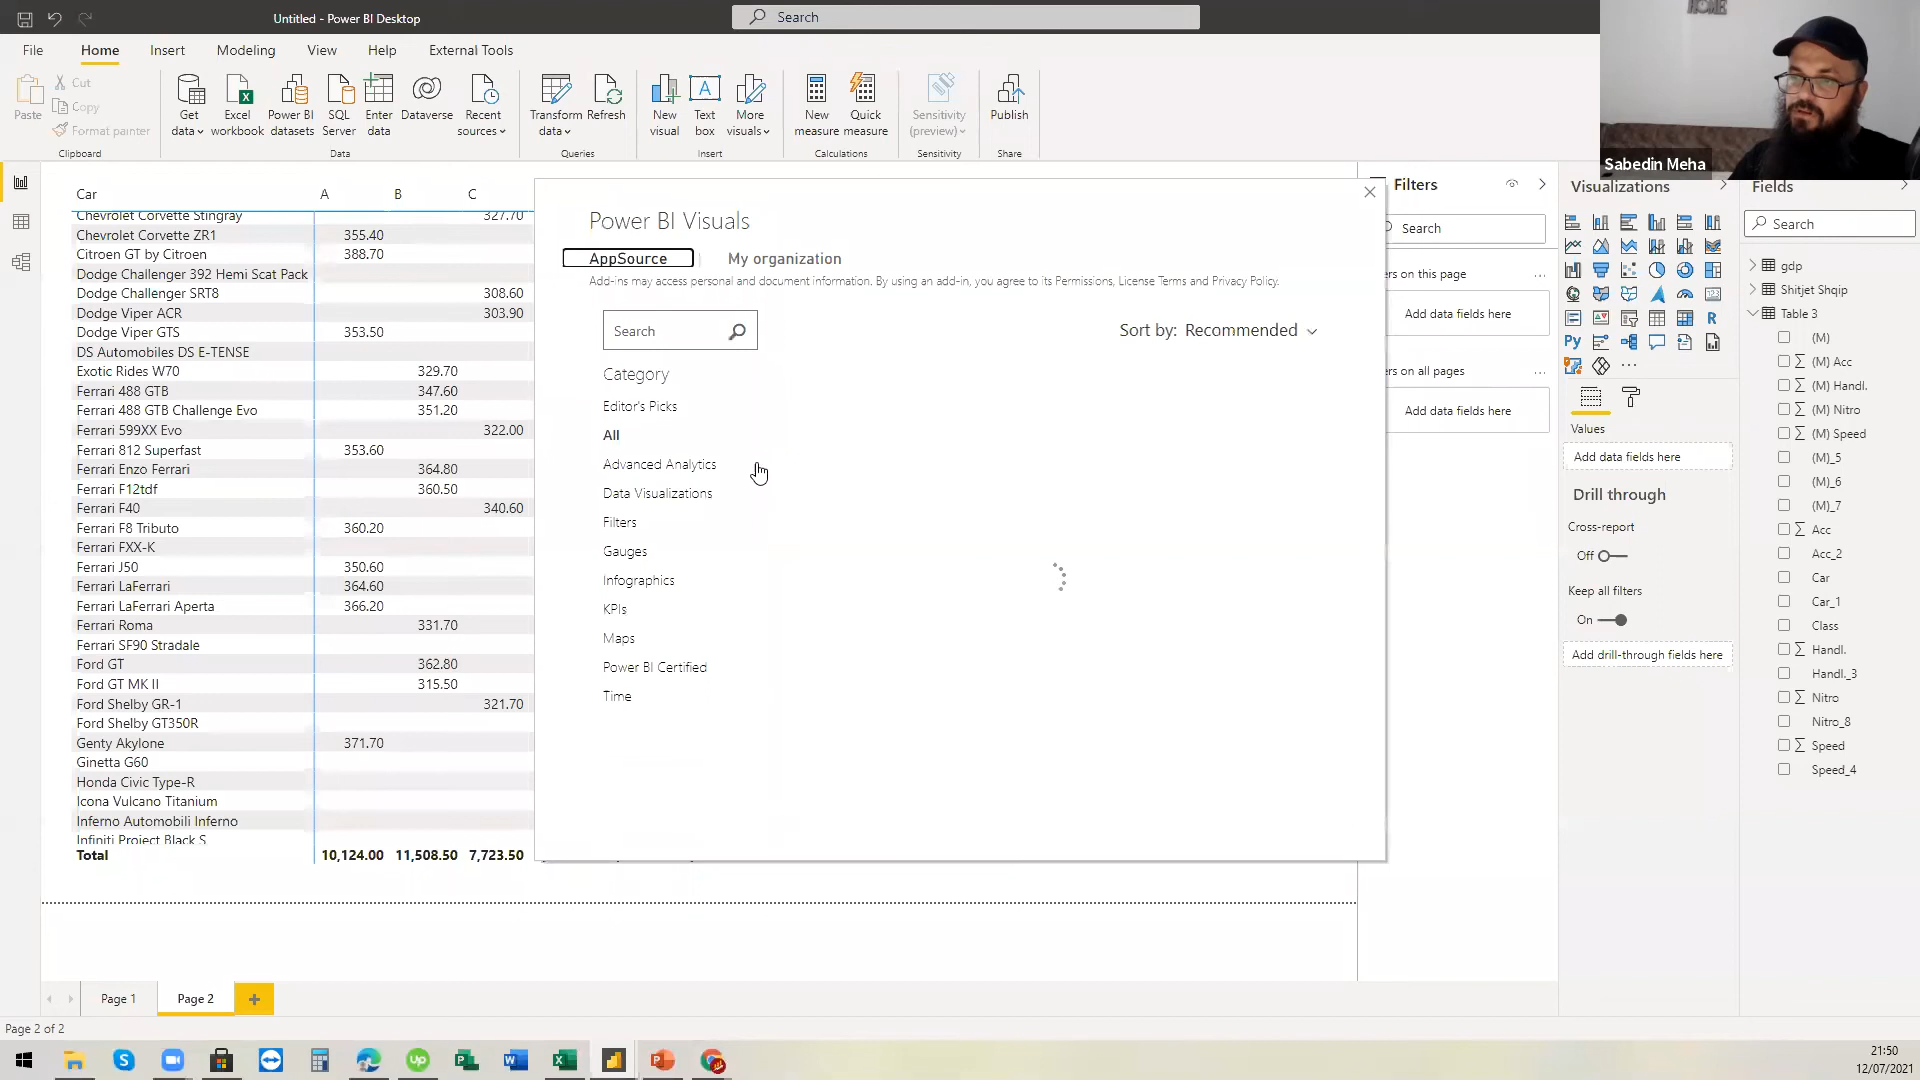 Untitled - Power BI Desktop
Search
File Home Insert Modeling View Help External Tools
Paste
Cut
Copy
Format painter
Clipboard
Get data
Excel workbook
Power BI datasets
SQL Server
Enter data
Dataverse
Recent sources
Data
Transform data
Refresh
Queries
New visual
Text box
More visuals
Insert
New measure
Quick measure
Calculations
Sensitivity (preview)
Sensitivity
Publish
Share
HOME
Sabedin Meha
Car A B C
Chevrolet Corvette Stingray 327.70
Chevrolet Corvette ZR1 355.40
Citroen GT by Citroen 388.70
Dodge Challenger 392 Hemi Scat Pack
Dodge Challenger SRT8 308.60
Dodge Viper ACR 303.90
Dodge Viper GTS 353.50
DS Automobiles DS E-TENSE
Exotic Rides W70 329.70
Ferrari 488 GTB 347.60
Ferrari 488 GTB Challenge Evo 351.20
Ferrari 599XX Evo 322.00
Ferrari 812 Superfast 353.60
Ferrari Enzo Ferrari 364.80
Ferrari F12tdf 360.50
Ferrari F40 340.60
Ferrari F8 Tributo 360.20
Ferrari FXX-K
Ferrari J50 350.60
Ferrari LaFerrari 364.60
Ferrari LaFerrari Aperta 366.20
Ferrari Roma 331.70
Ferrari SF90 Stradale
Ford GT 362.80
Ford GT MK II 315.50
Ford Shelby GR-1 321.70
Ford Shelby GT350R
Genty Akylone 371.70
Ginetta G60
Honda Civic Type-R
Icona Vulcano Titanium
Inferno Automobili Inferno
Infiniti Project Black S
Total 10,124.00 11,508.50 7,723.50
Power BI Visuals
AppSource My organization
Add-ins may access personal and document information. By using an add-in, you agree to its Permissions, License Terms and Privacy Policy.
Search
Sort by: Recommended
Category
Editor's Picks
All
Advanced Analytics
Data Visualizations
Filters
Gauges
Infographics
KPIs
Maps
Power BI Certified
Time
Filters
Search
ers on this page ...
Add data fields here
ers on all pages ...
Add data fields here
Visualizations
R
Py
...
Values
Add data fields here
Drill through
Cross-report
Off
Keep all filters
On
Add drill-through fields here
Fields
Search
gdp
Shitjet Shqip
Table 3
(M)
(M) Acc
(M) Handl.
(M) Nitro
(M) Speed
(M)_5
(M)_6
(M)_7
Acc
Acc_2
Car
Car_1
Class
Handl.
Handl._3
Nitro
Nitro_8
Speed
Speed_4
Page 1 Page 2 +
Page 2 of 2
21:50
12/07/2021